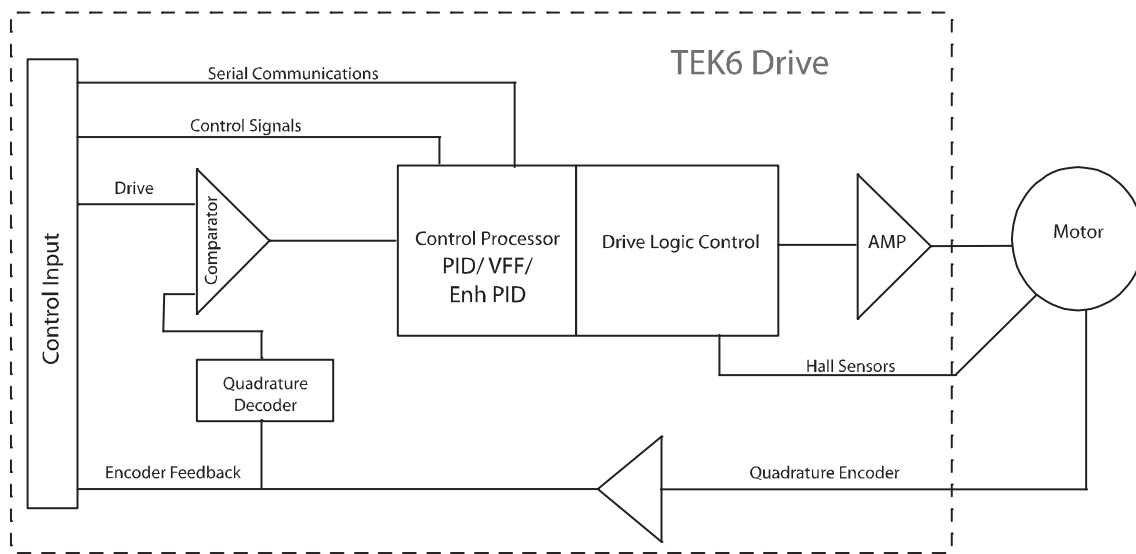 TEK6 Drive
Serial Communications
Control Signals
Drive
Control Input
Comparator
Control Processor
PID/ VFF/
Enh PID
Drive Logic Control
AMP
Motor
Hall Sensors
Quadrature
Decoder
Encoder Feedback
Quadrature Encoder